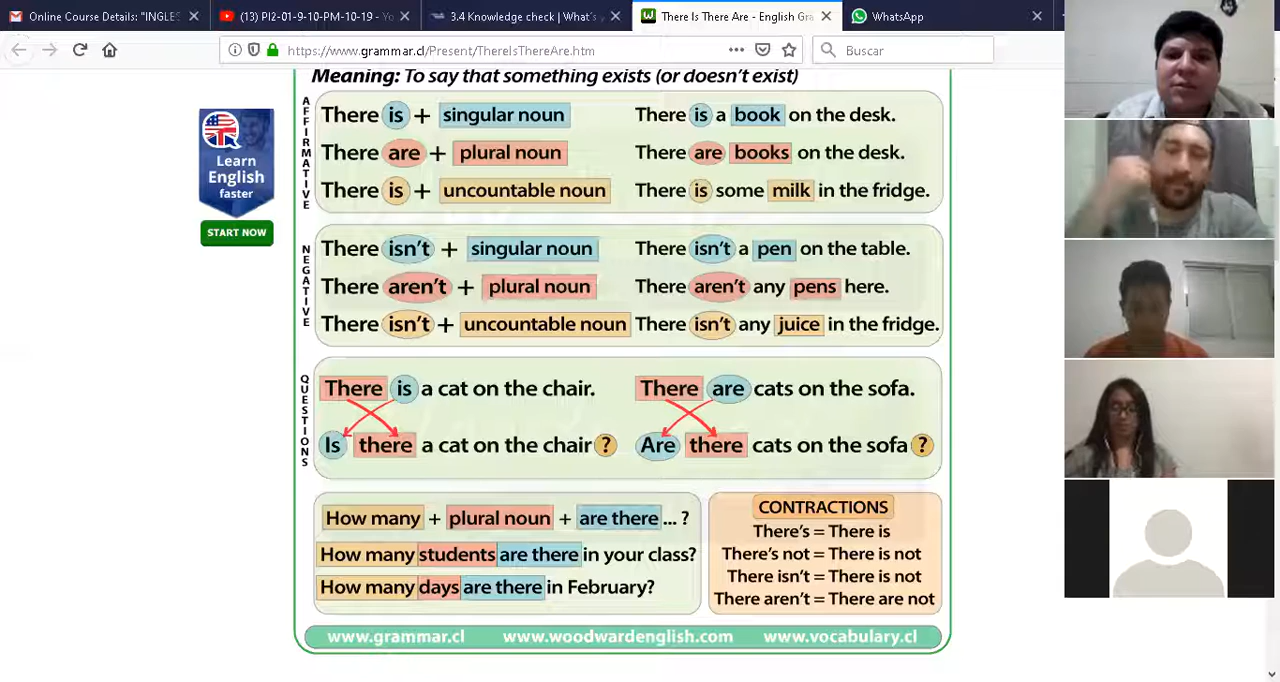 Online Course Details: "INGLES
(13) PI2-01-9-10-PM-10-19 - Yo
3.4 Knowledge check | What's
There Is There Are - English Gra
WhatsApp
https://www.grammar.cl/Present/ThereIsThereAre.htm
Buscar
Meaning: To say that something exists (or doesn't exist)
AFFIRMATIVE
There is + singular noun There is a book on the desk.
There are + plural noun There are books on the desk.
There is + uncountable noun There is some milk in the fridge.
Learn
English
faster
START NOW
NEGATIVE
There isn't + singular noun There isn't a pen on the table.
There aren't + plural noun There aren't any pens here.
There isn't + uncountable noun There isn't any juice in the fridge.
QUESTIONS
There is a cat on the chair. There are cats on the sofa.
Is there a cat on the chair ? Are there cats on the sofa ?
How many + plural noun + are there ... ?
How many students are there in your class?
How many days are there in February?
CONTRACTIONS
There's = There is
There's not = There is not
There isn't = There is not
There aren't = There are not
www.grammar.cl www.woodwardenglish.com www.vocabulary.cl